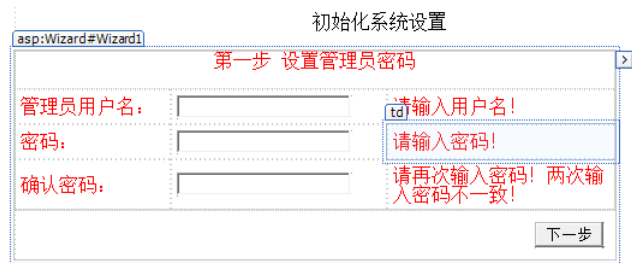 初始化系统设置
asp:Wizard#Wizard1
第一步 设置管理员密码
管理员用户名：
请输入用户名！
td
密码：
请输入密码！
确认密码：
请再次输入密码！两次输
入密码不一致！
下一步